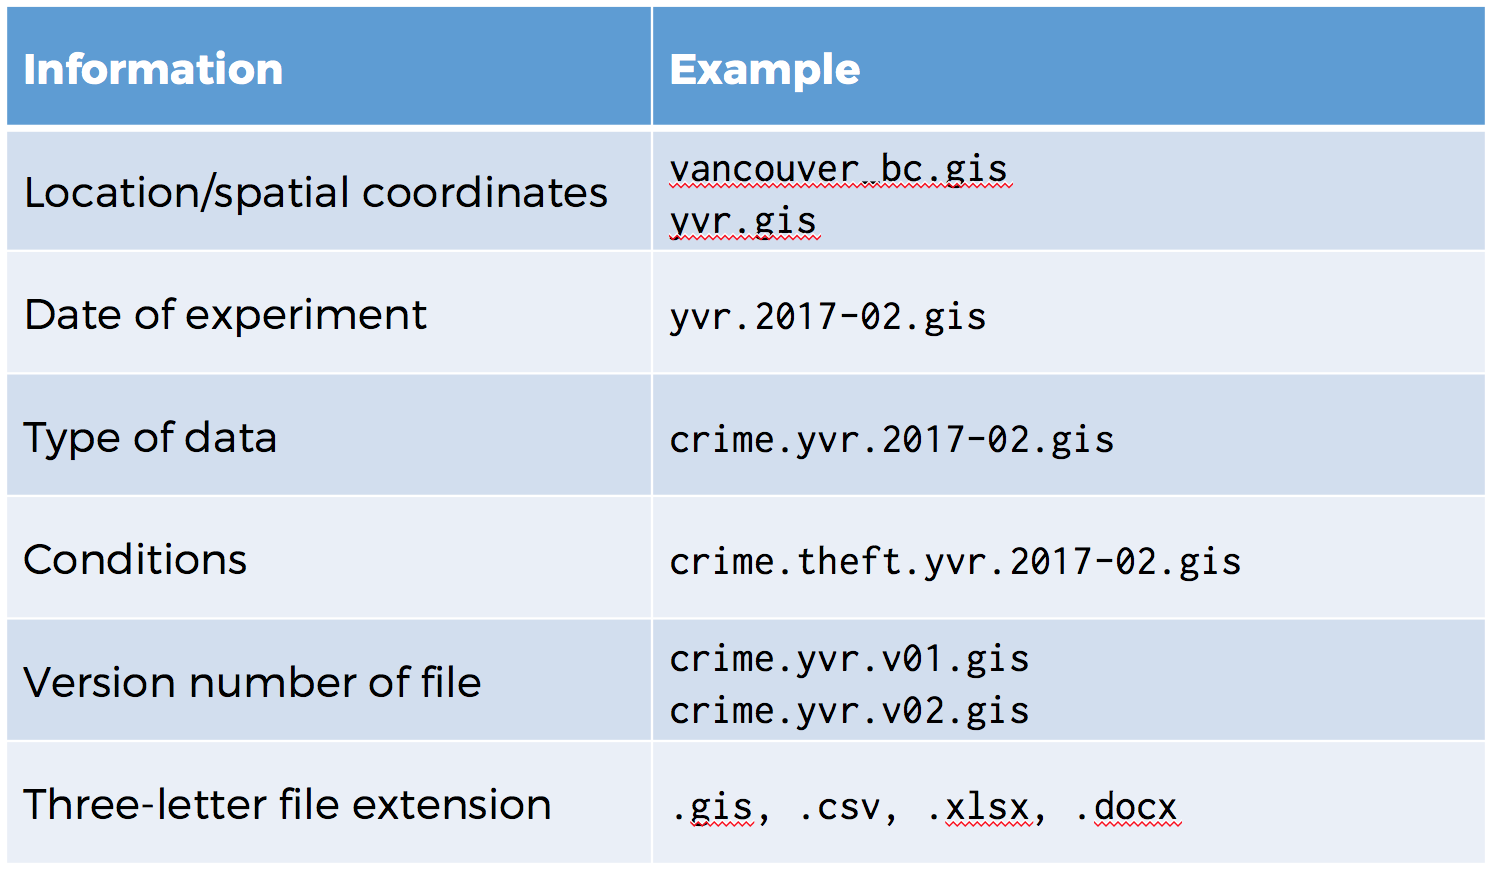 Information Example
Location/spatial coordinates
vancouver_bc.gis
yvr.gis
Date of experiment yvr.2017-02.gis
Type of data crime.yvr.2017-02.gis
Conditions crime.theft.yvr.2017-02.gis
Version number of file
crime.yvr.v01.gis
crime.yvr.v02.gis
Three-letter file extension .gis, .csv, .xlsx, .docx